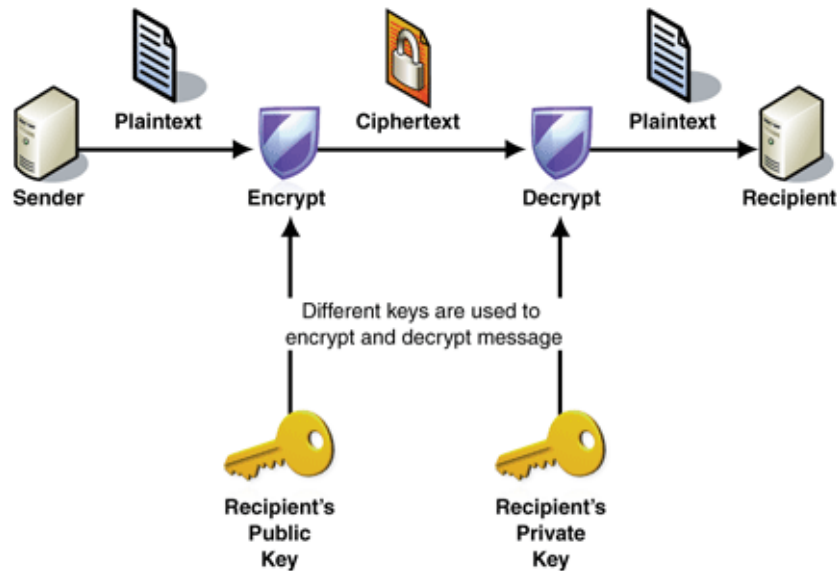 Plaintext
Ciphertext
Plaintext
Sender
Encrypt
Decrypt
Recipient
Different keys are used to
encrypt and decrypt message
Recipient's
Public
Key
Recipient's
Private
Key